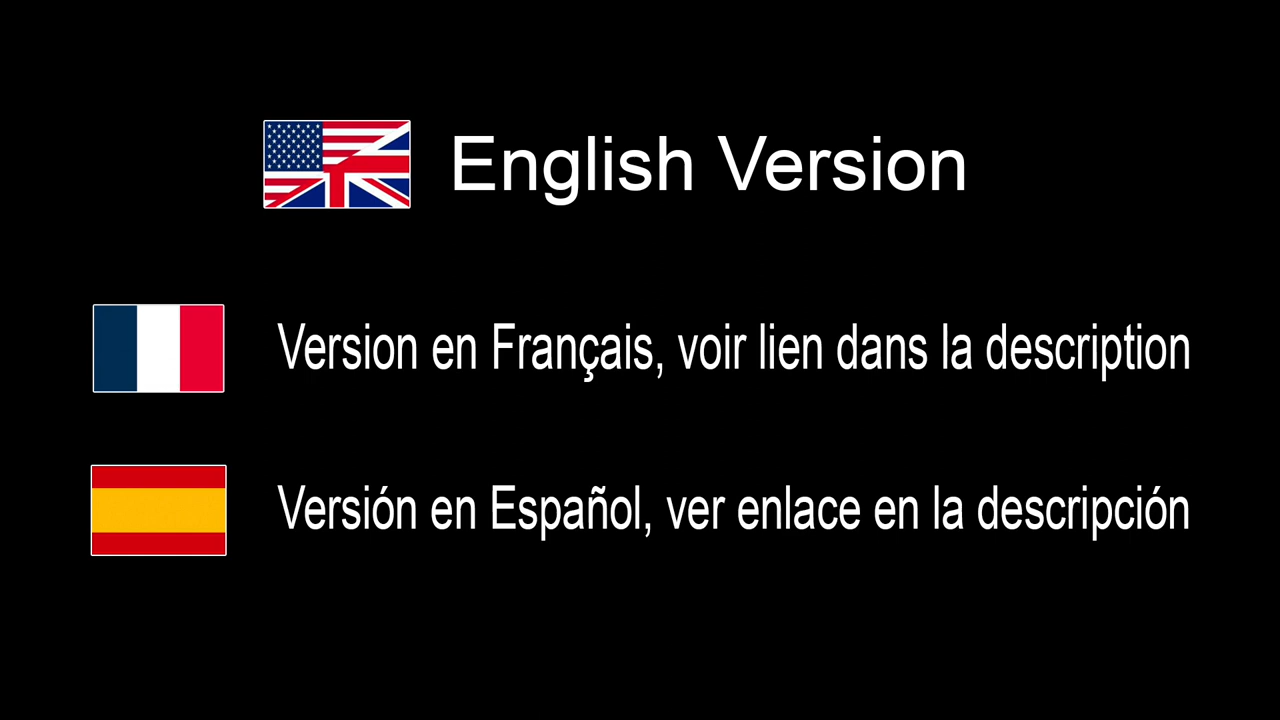 English Version
Version en Français, voir lien dans la description
Versión en Español, ver enlace en la descripción